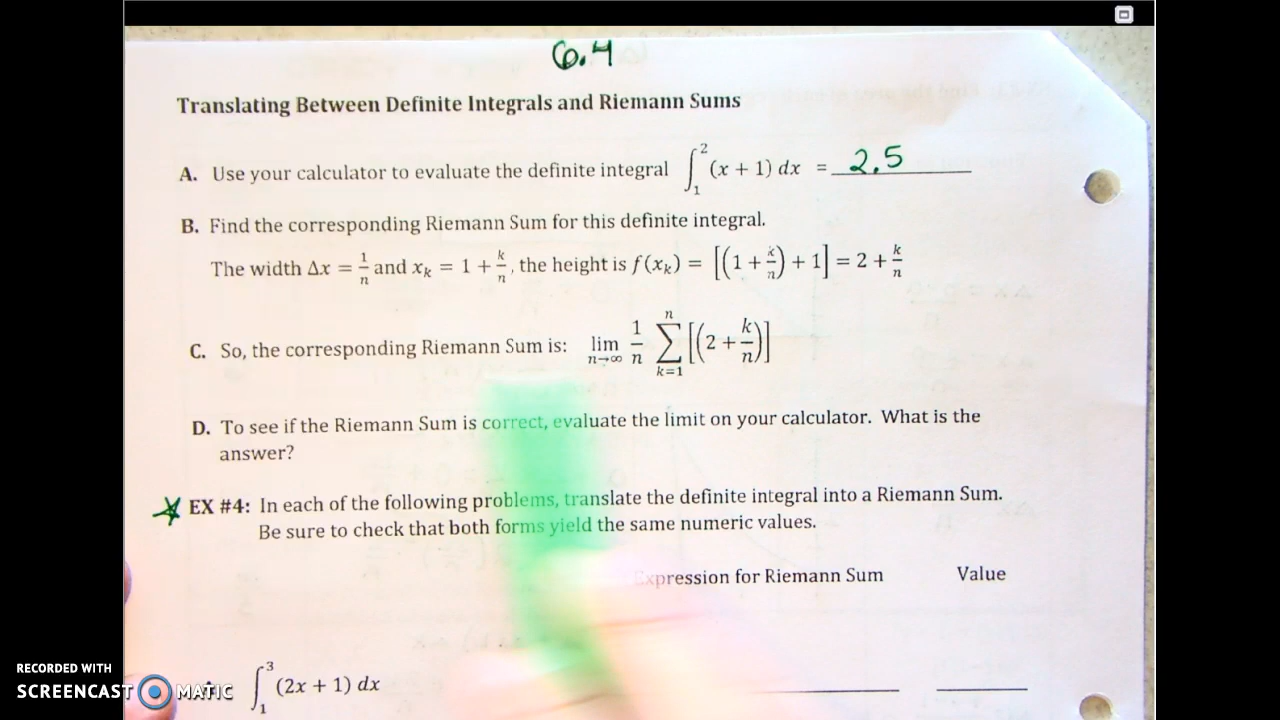 6.4
Translating Between Definite Integrals and Riemann Sums
A. Use your calculator to evaluate the definite integral ∫₁² (x + 1) dx = 2.5
B. Find the corresponding Riemann Sum for this definite integral.
The width Δx = 1/n and xₖ = 1 + k/n, the height is f(xₖ) = [(1 + k/n) + 1] = 2 + k/n
C. So, the corresponding Riemann Sum is: lim n→∞ 1/n ∑ k=1 n [(2 + k/n)]
D. To see if the Riemann Sum is correct, evaluate the limit on your calculator. What is the
answer?
EX #4: In each of the following problems, translate the definite integral into a Riemann Sum.
Be sure to check that both forms yield the same numeric values.
Expression for Riemann Sum Value
∫₁³ (2x + 1) dx
RECORDED WITH
SCREENCAST MATIC